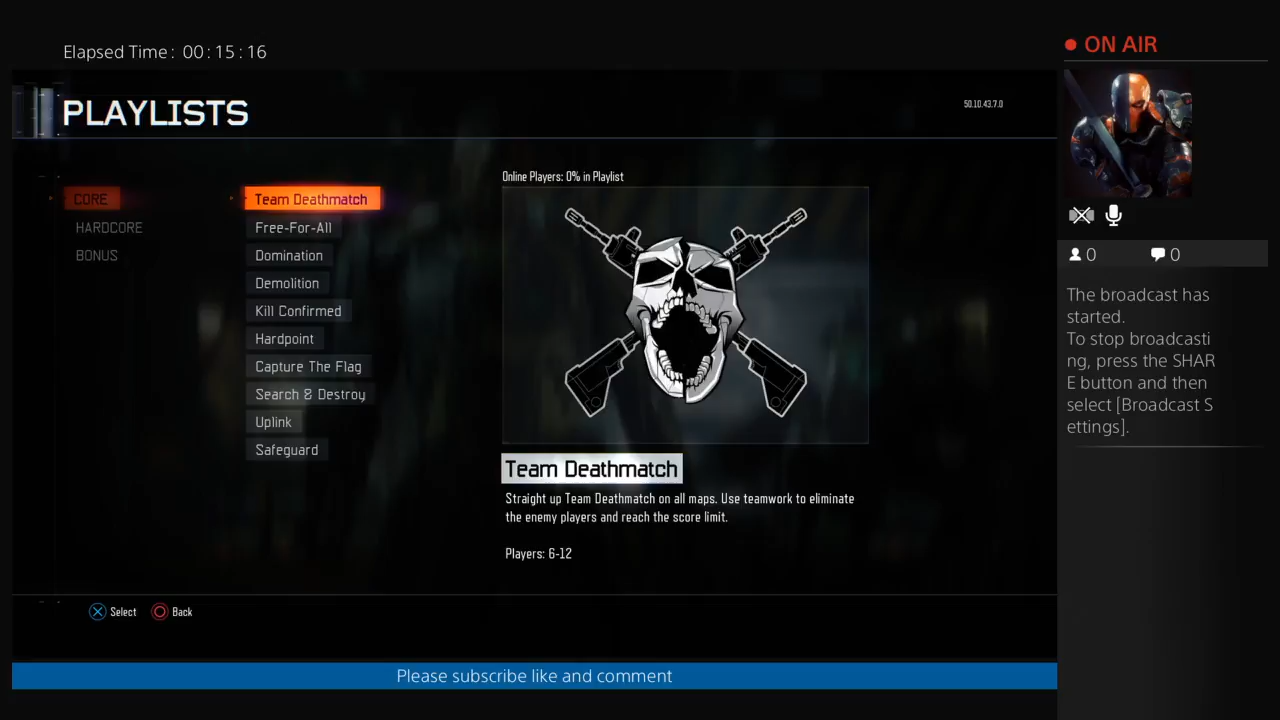 Elapsed Time: 00:15:16
ON AIR
PLAYLISTS
50.10.43.7.0
CORE
HARDCORE
BONUS
Team Deathmatch
Free-For-All
Domination
Demolition
Kill Confirmed
Hardpoint
Capture The Flag
Search & Destroy
Uplink
Safeguard
Online Players: 0% in Playlist
Team Deathmatch
Straight up Team Deathmatch on all maps. Use teamwork to eliminate
the enemy players and reach the score limit.
Players: 6-12
Select
Back
Please subscribe like and comment
0
0
The broadcast has
started.
To stop broadcasti
ng, press the SHAR
E button and then
select [Broadcast S
ettings].